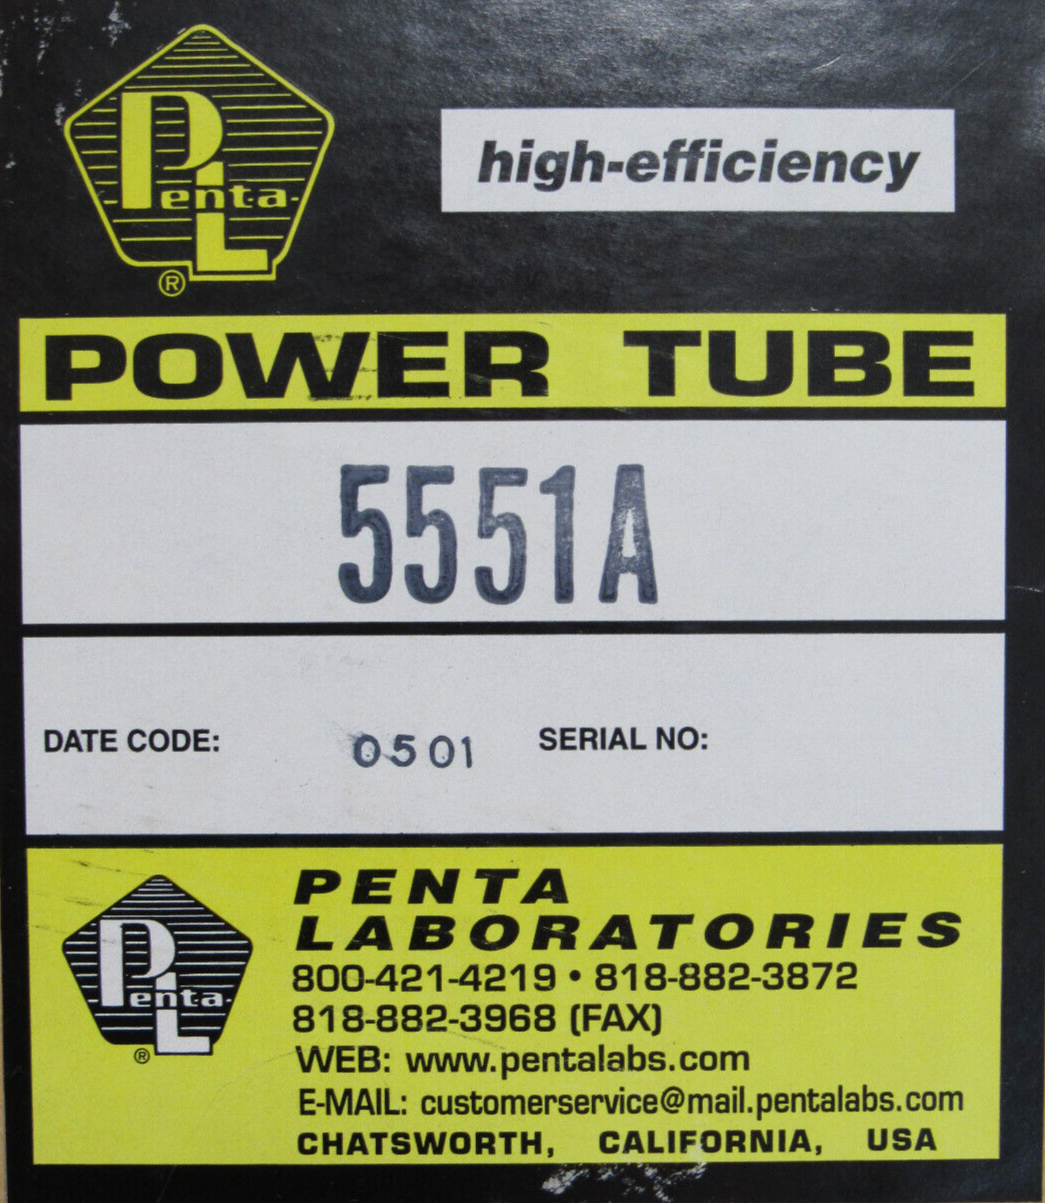 Penta
L
®
high-efficiency
POWER TUBE
5551A
DATE CODE: 0501 SERIAL NO:
Penta
L
®
PENTA
LABORATORIES
800-421-4219 • 818-882-3872
818-882-3968 (FAX)
WEB: www.pentalabs.com
E-MAIL: customerservice@mail.pentalabs.com
CHATSWORTH, CALIFORNIA, USA